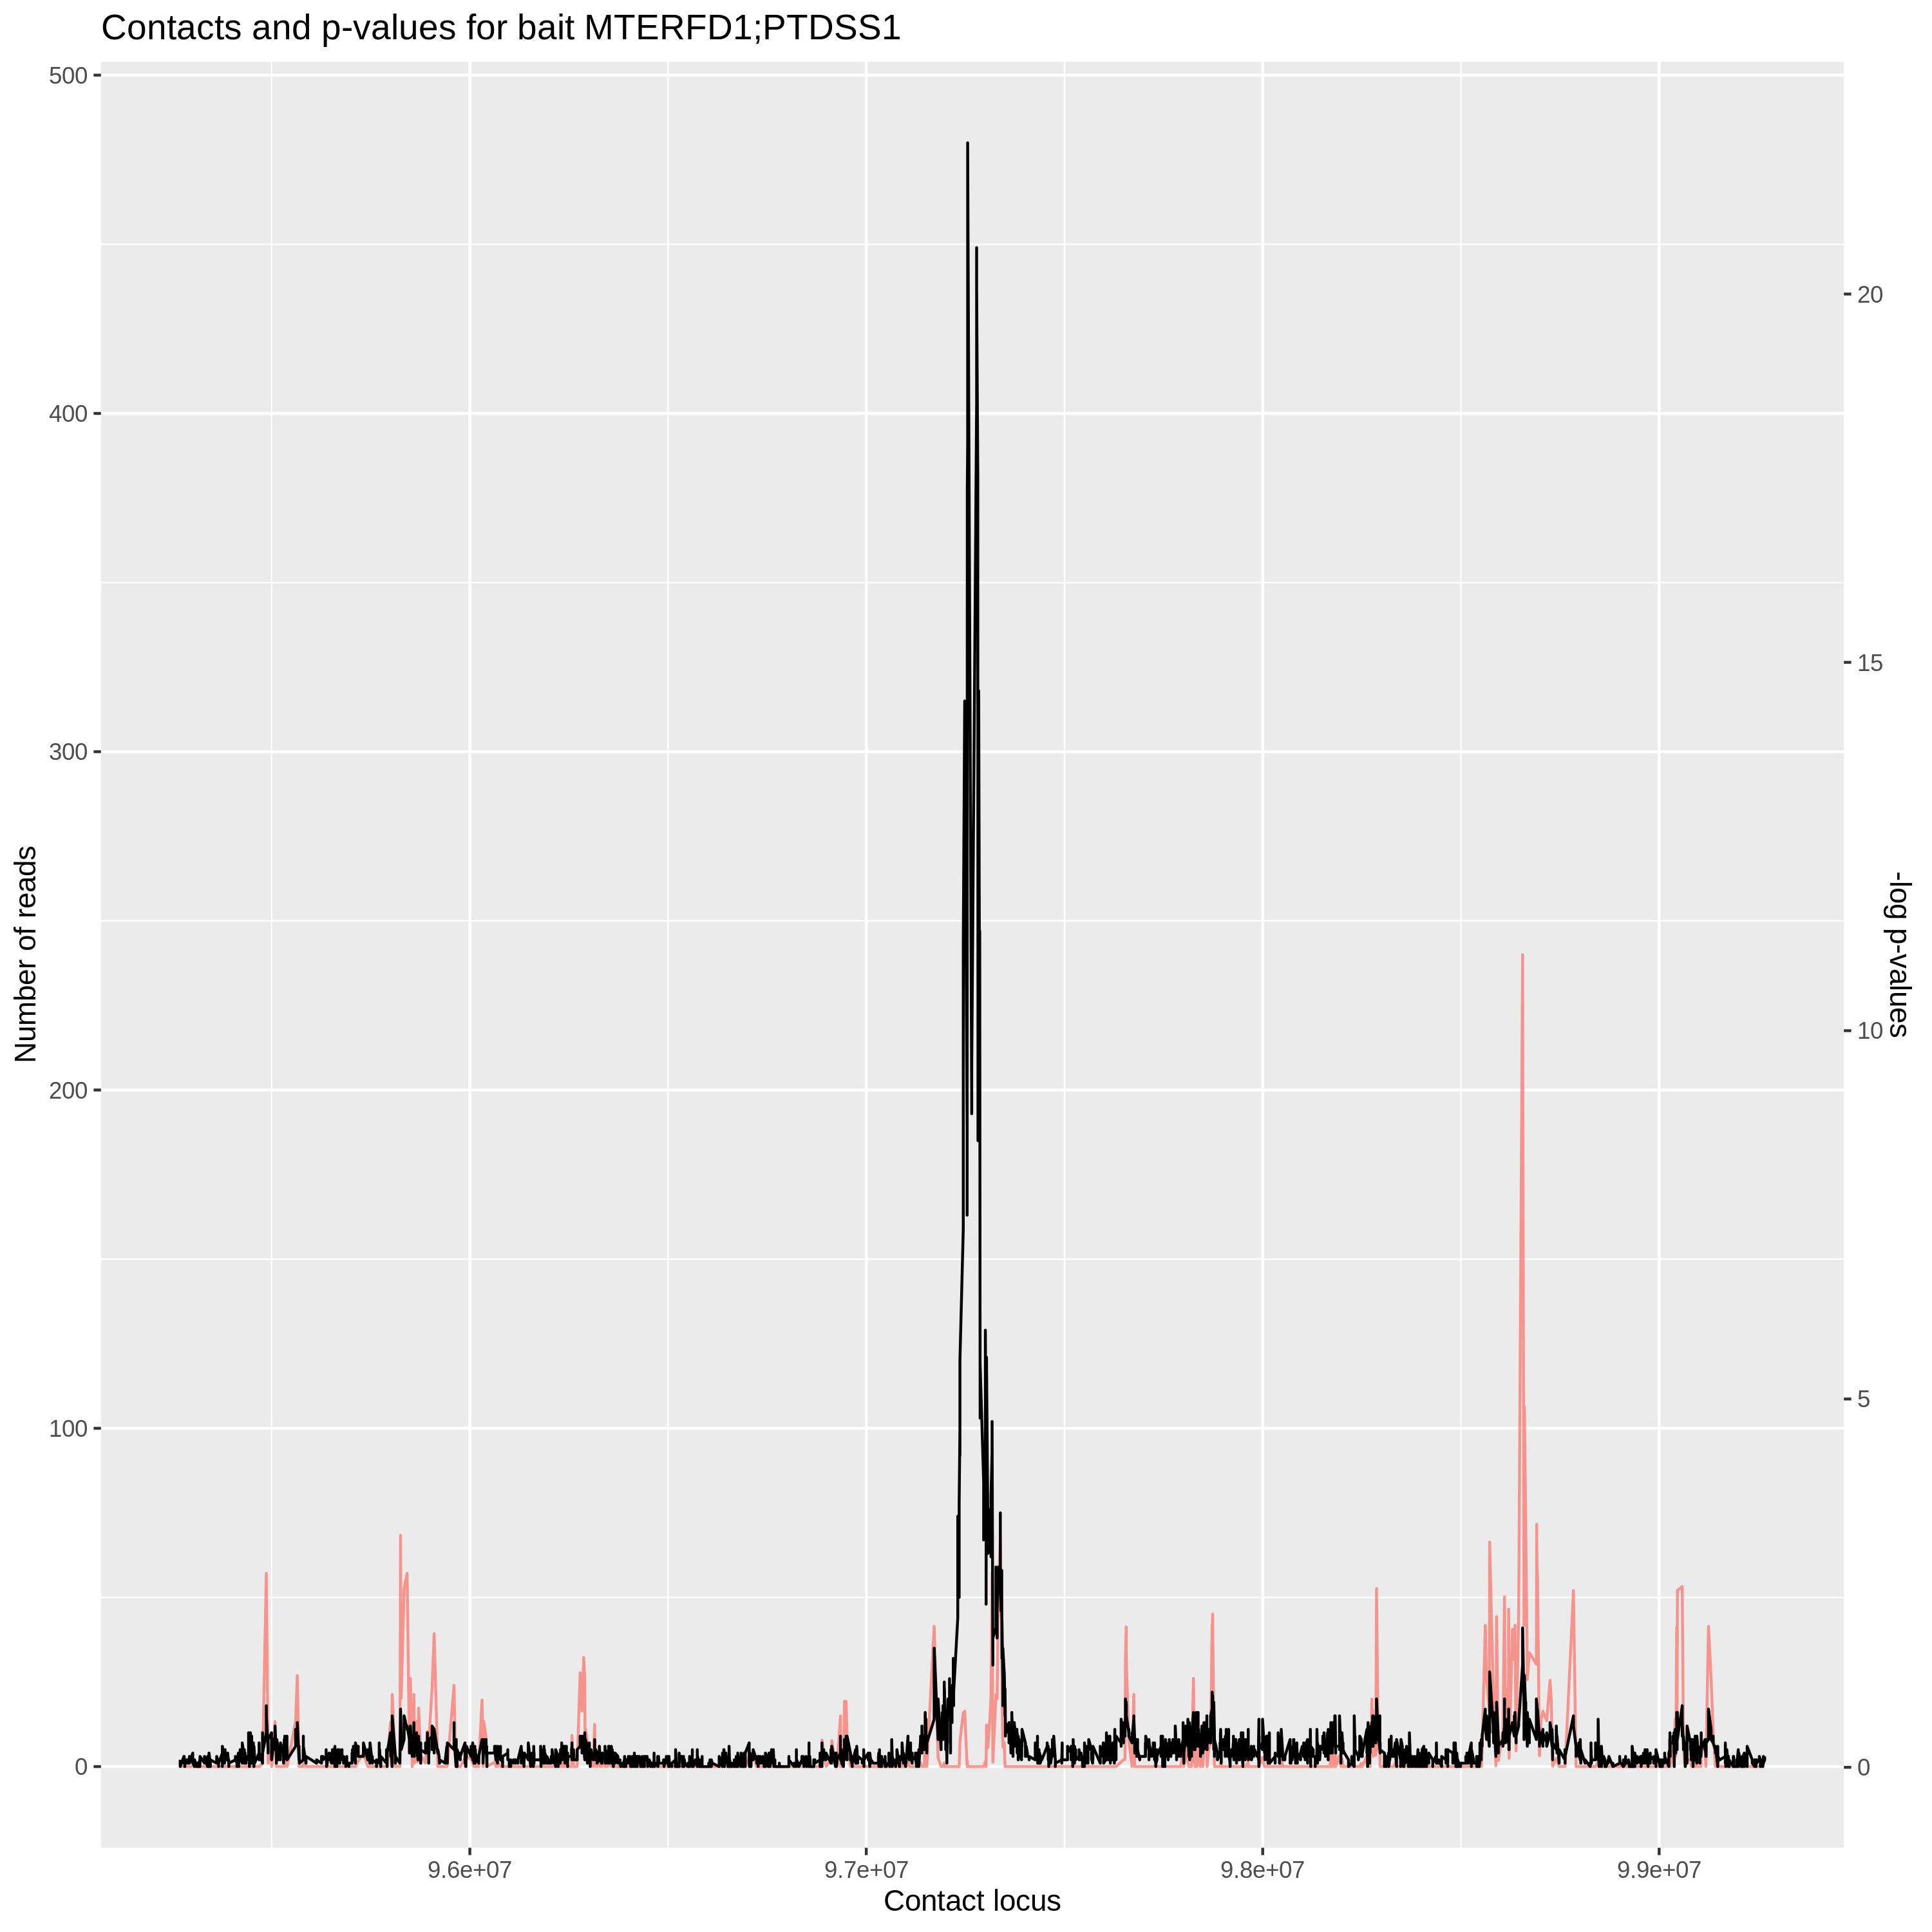 Contacts and p-values for bait MTERFD1;PTDSS1
500
400
300
200
100
0
Number of reads
20
15
10
5
0
-log p-values
9.6e+07
9.7e+07
9.8e+07
9.9e+07
Contact locus